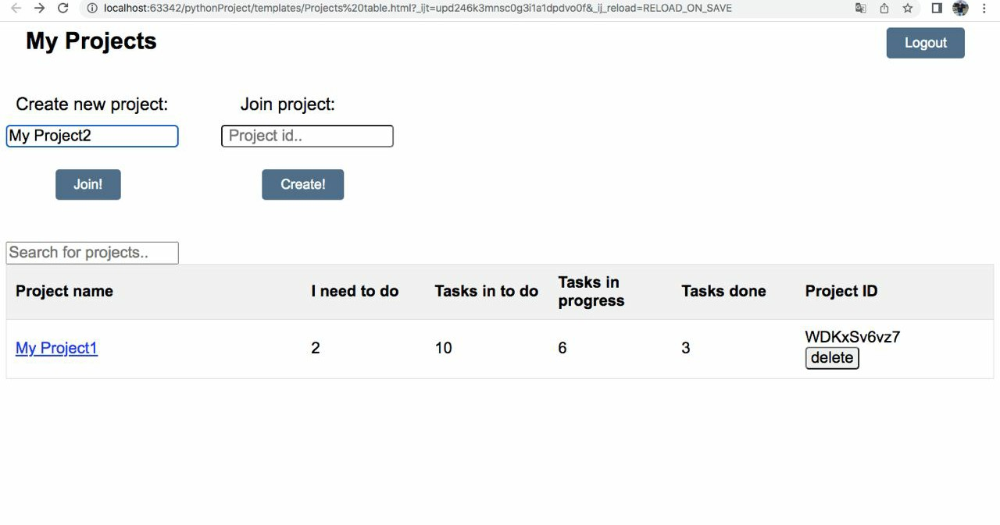 localhost:63342/pythonProject/templates/Projects%20table.html?_ijt=upd246k3mnsc0g3i1a1dpdvo0f&_ij_reload=RELOAD_ON_SAVE
My Projects
Logout
Create new project:
Join project:
My Project2
Project id..
Join!
Create!
Search for projects..
Project name
I need to do
Tasks in to do
Tasks in
progress
Tasks done
Project ID
My Project1
2
10
6
3
WDKxSv6vz7
delete